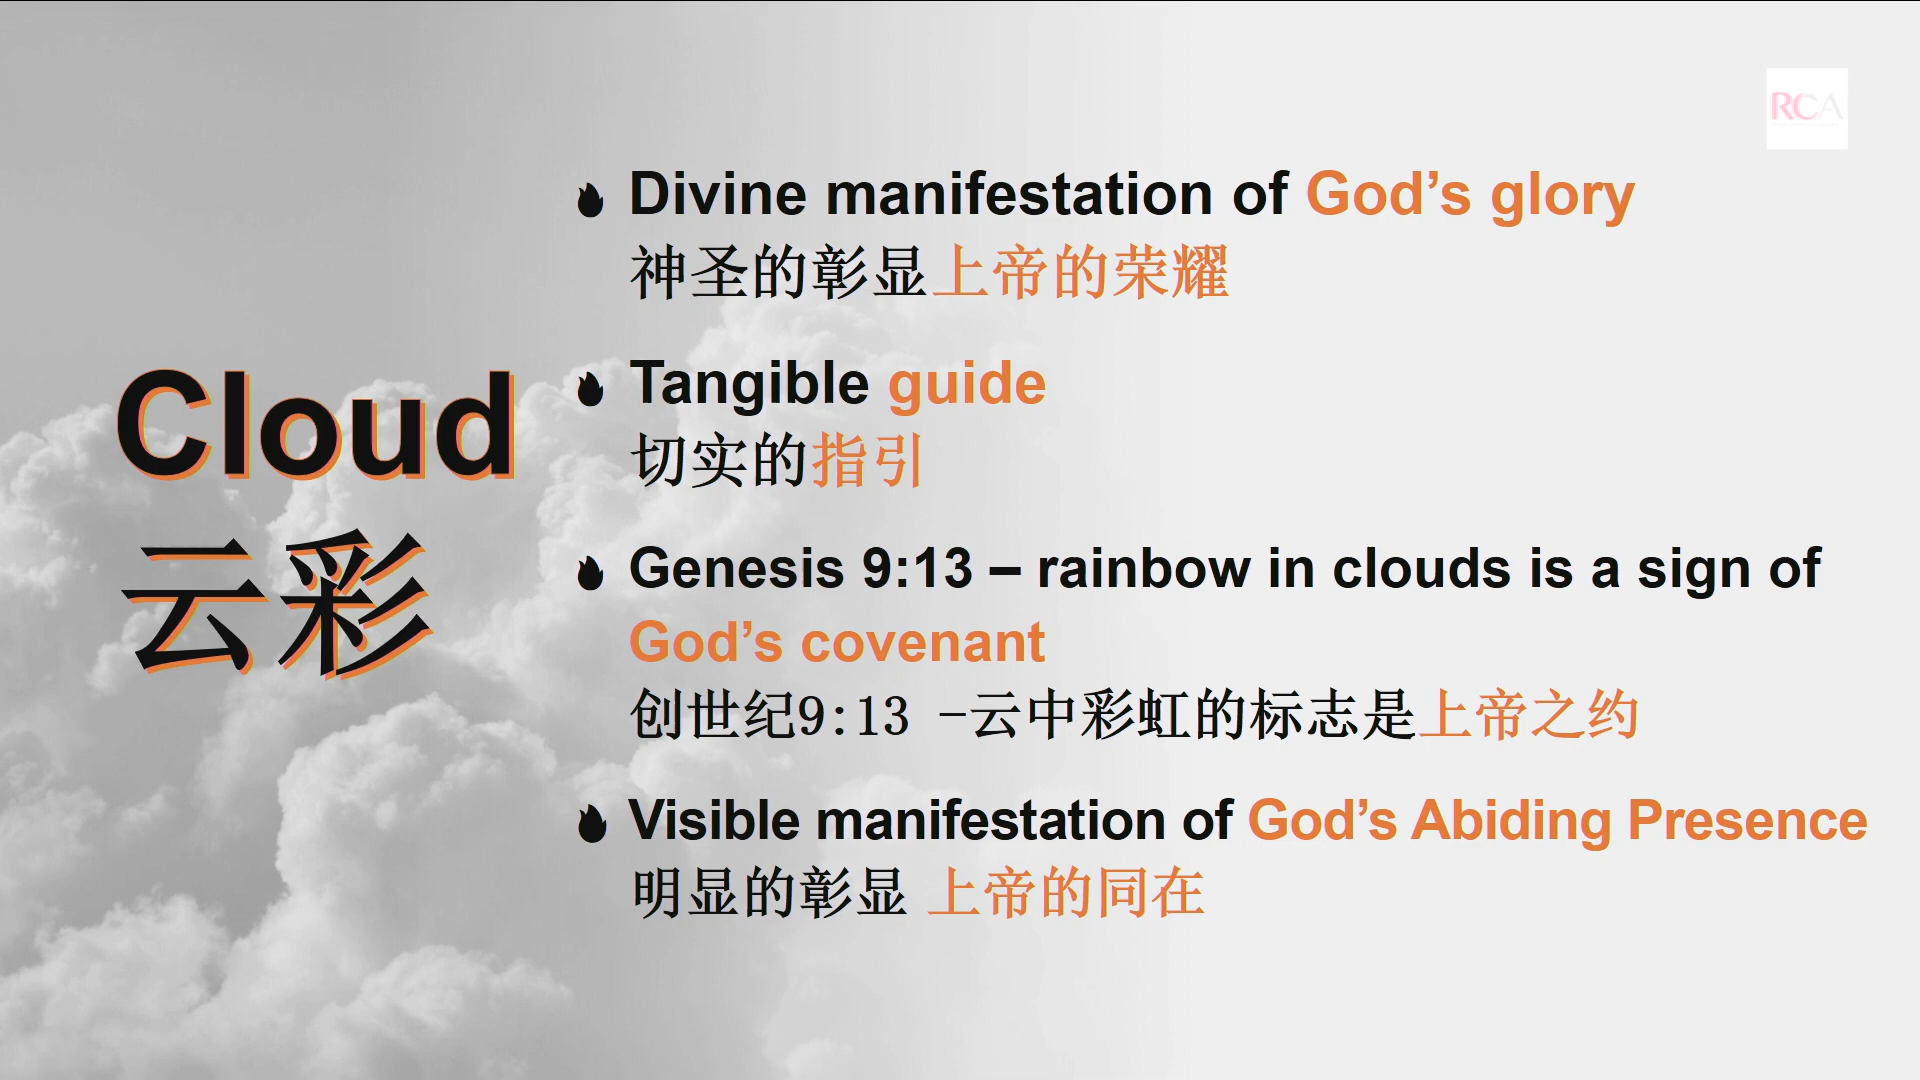 RCA
Cloud
云彩
Divine manifestation of God’s glory
神圣的彰显上帝的荣耀
Tangible guide
切实的指引
Genesis 9:13 – rainbow in clouds is a sign of
God’s covenant
创世纪9:13 –云中彩虹的标志是上帝之约
Visible manifestation of God’s Abiding Presence
明显的彰显 上帝的同在